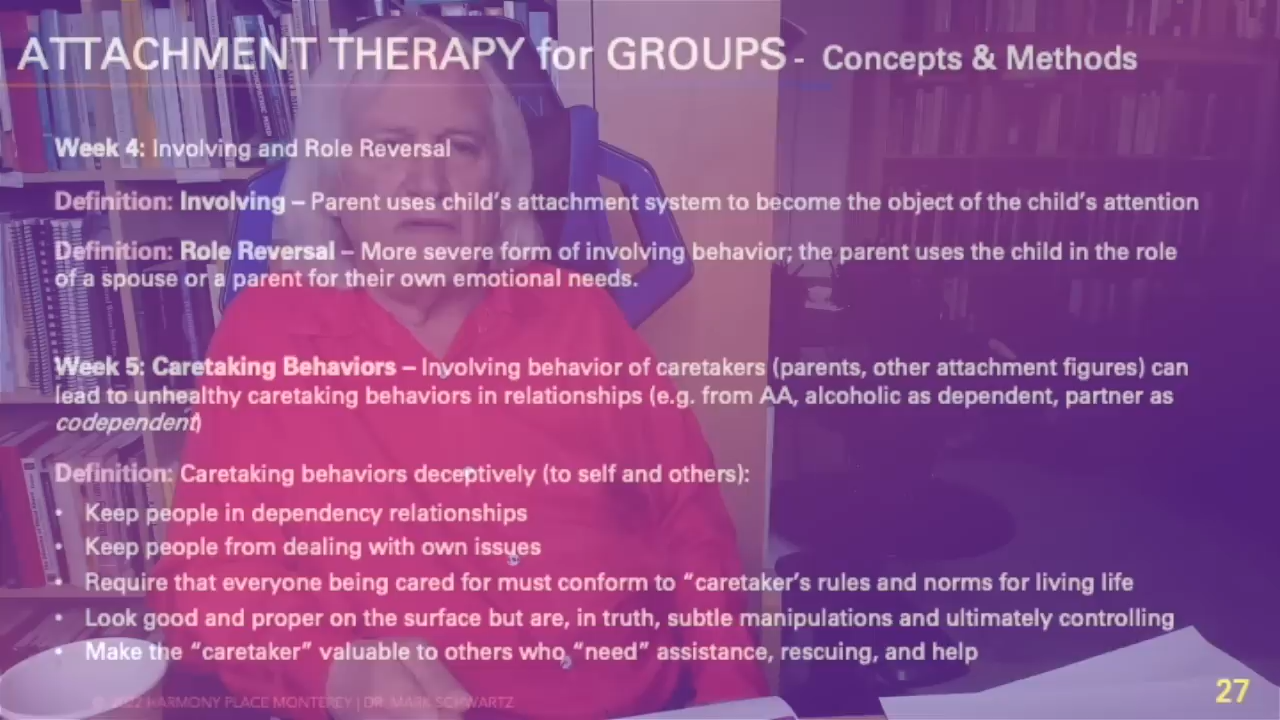 ATTACHMENT THERAPY for GROUPS - Concepts & Methods
Week 4: Involving and Role Reversal
Definition: Involving – Parent uses child's attachment system to become the object of the child's attention
Definition: Role Reversal – More severe form of involving behavior; the parent uses the child in the role
of a spouse or a parent for their own emotional needs.
Week 5: Caretaking Behaviors – Involving behavior of caretakers (parents, other attachment figures) can
lead to unhealthy caretaking behaviors in relationships (e.g. from AA, alcoholic as dependent, partner as
codependent)
Definition: Caretaking behaviors deceptively (to self and others):
• Keep people in dependency relationships
• Keep people from dealing with own issues
• Require that everyone being cared for must conform to "caretaker's rules and norms for living life
• Look good and proper on the surface but are, in truth, subtle manipulations and ultimately controlling
• Make the "caretaker" valuable to others who "need" assistance, rescuing, and help
© 2022 HARMONY PLACE MONTEREY | DR. MARK SCHWARTZ
27